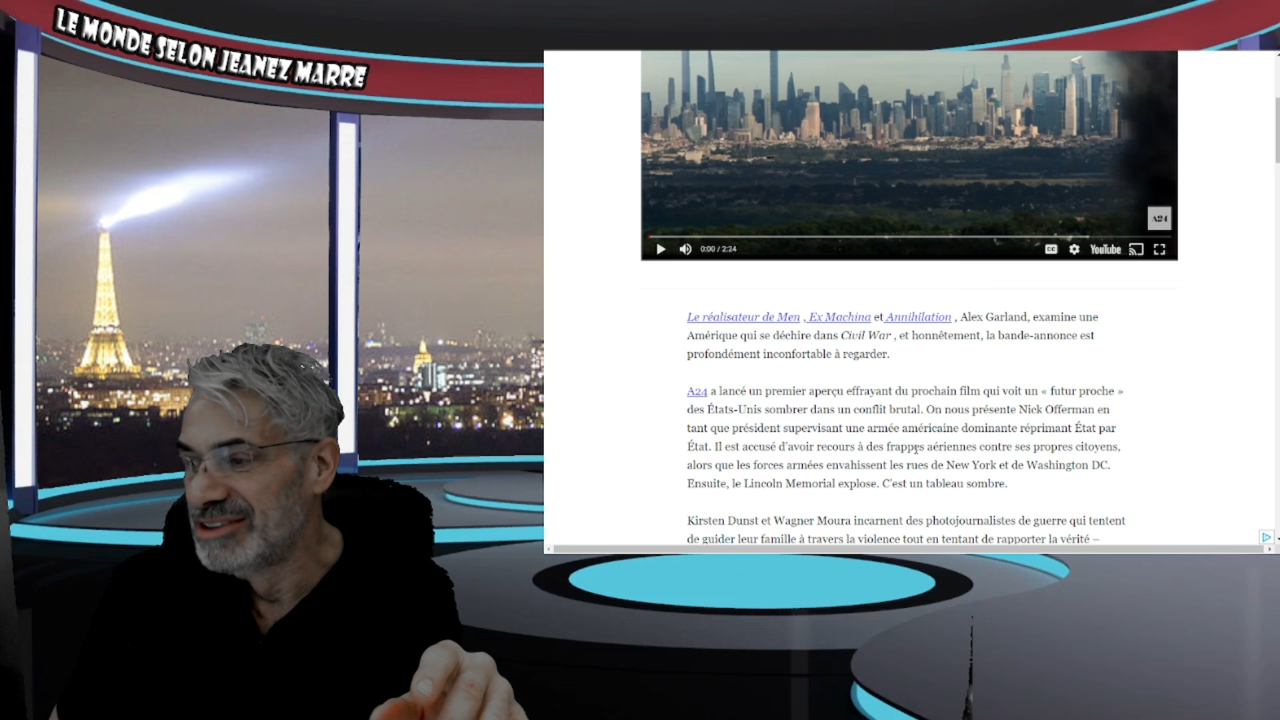 LE MONDE SELON JEANEZ MARRE
A24
0:00 / 2:24
CC
YouTube
Le réalisateur de Men , Ex Machina et Annihilation , Alex Garland, examine une
Amérique qui se déchire dans Civil War , et honnêtement, la bande-annonce est
profondément inconfortable à regarder.
A24 a lancé un premier aperçu effrayant du prochain film qui voit un « futur proche »
des États-Unis sombrer dans un conflit brutal. On nous présente Nick Offerman en
tant que président supervisant une armée américaine dominante réprimant État par
État. Il est accusé d'avoir recours à des frappes aériennes contre ses propres citoyens,
alors que les forces armées envahissent les rues de New York et de Washington DC.
Ensuite, le Lincoln Memorial explose. C'est un tableau sombre.
Kirsten Dunst et Wagner Moura incarnent des photojournalistes de guerre qui tentent
de guider leur famille à travers la violence tout en tentant de rapporter la vérité –